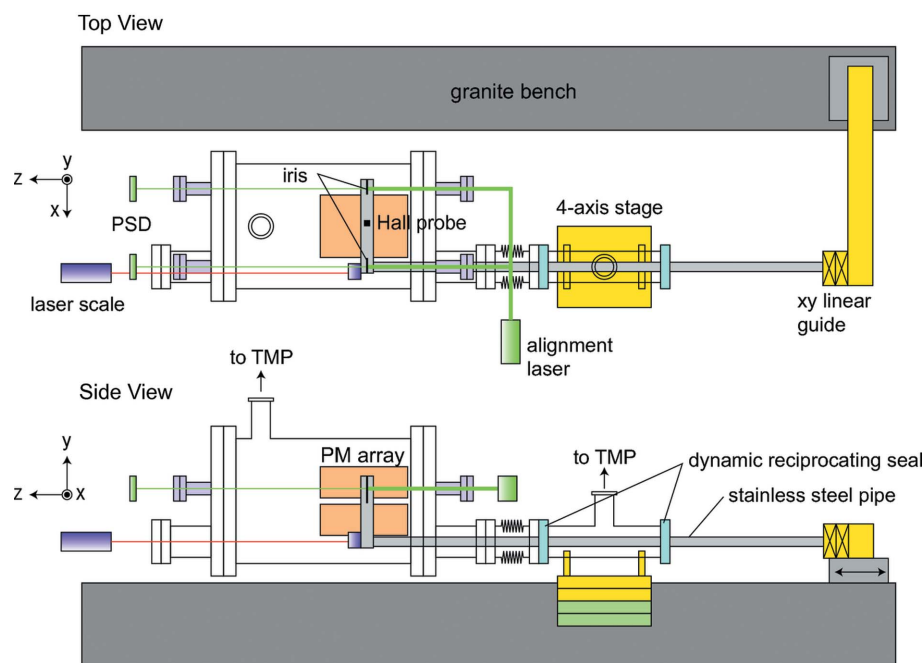 Top View
granite bench
y
z
x
iris
PSD
Hall probe
4-axis stage
laser scale
xy linear
guide
alignment
laser
to TMP
Side View
y
z
x
PM array
to TMP
dynamic reciprocating seal
stainless steel pipe